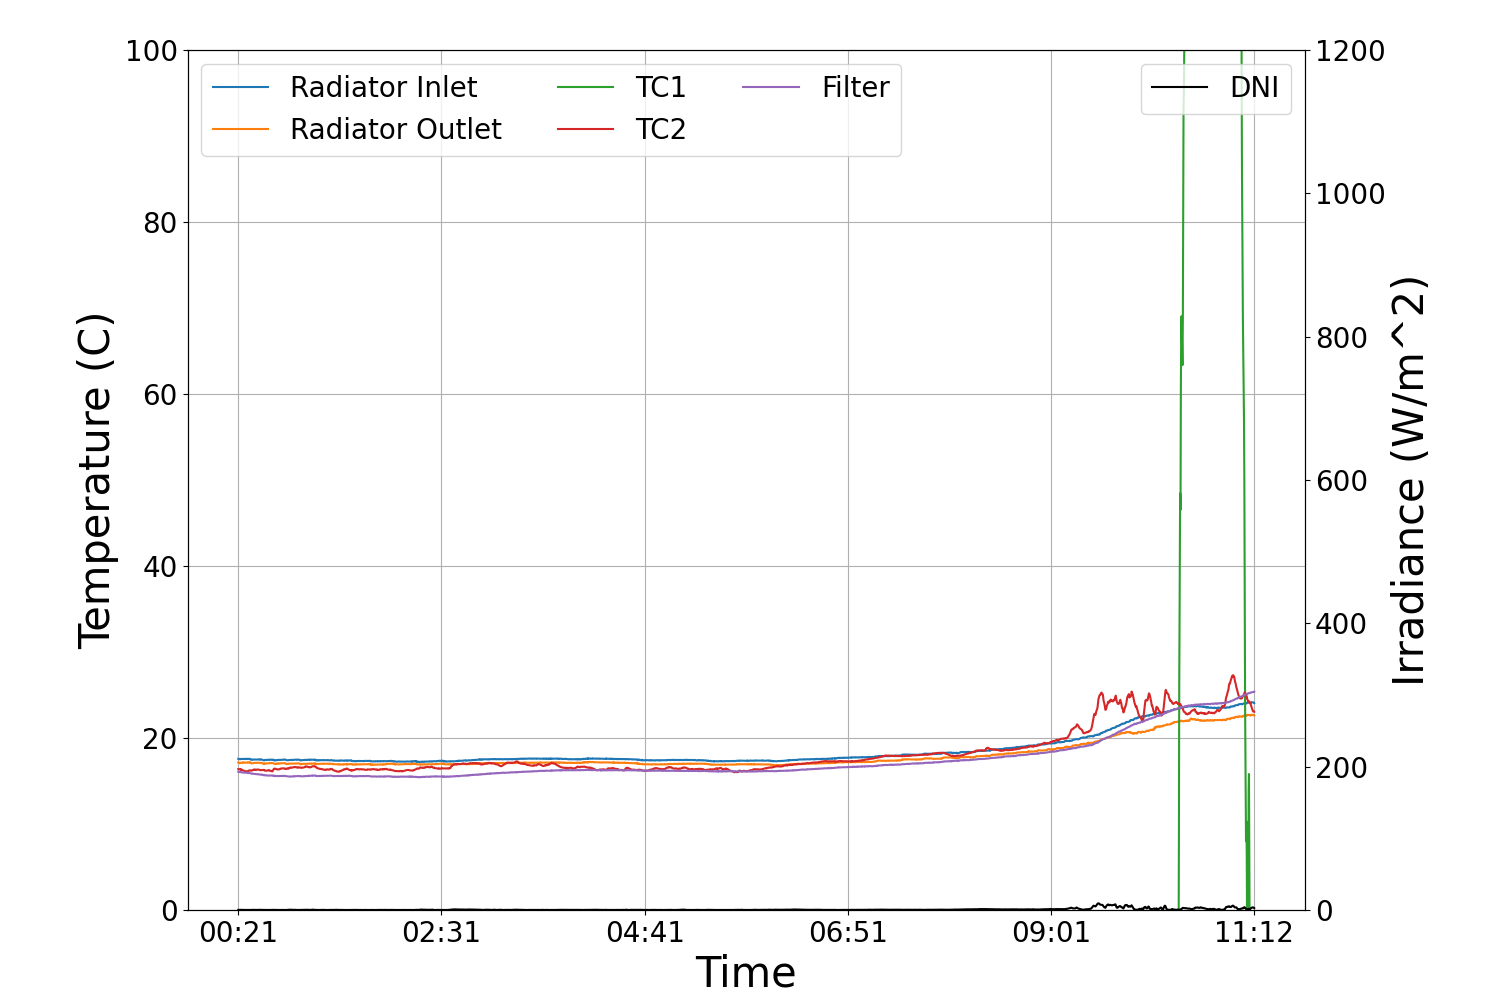 100
80
60
40
20
0
Temperature (C)
Radiator Inlet
Radiator Outlet
TC1
TC2
Filter
DNI
1200
1000
800
600
400
200
0
Irradiance (W/m^2)
00:21 02:31 04:41 06:51 09:01 11:12
Time